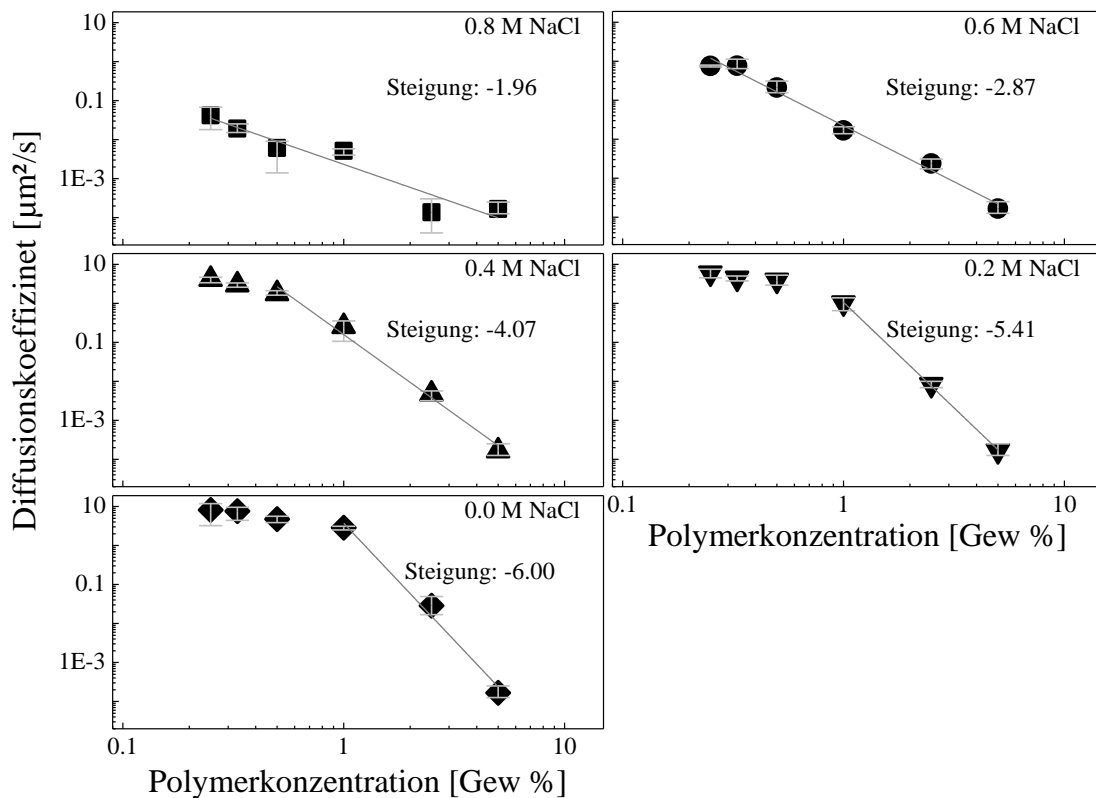 10
0.8 M NaCl
Steigung: -1.96
0.1
1E-3
0.6 M NaCl
Steigung: -2.87
10
0.4 M NaCl
Steigung: -4.07
0.1
1E-3
0.2 M NaCl
Steigung: -5.41
0.1
1
10
Polymerkonzentration [Gew %]
10
0.0 M NaCl
Steigung: -6.00
0.1
1E-3
0.1
1
10
Polymerkonzentration [Gew %]
Diffusionskoeffizinet [µm²/s]